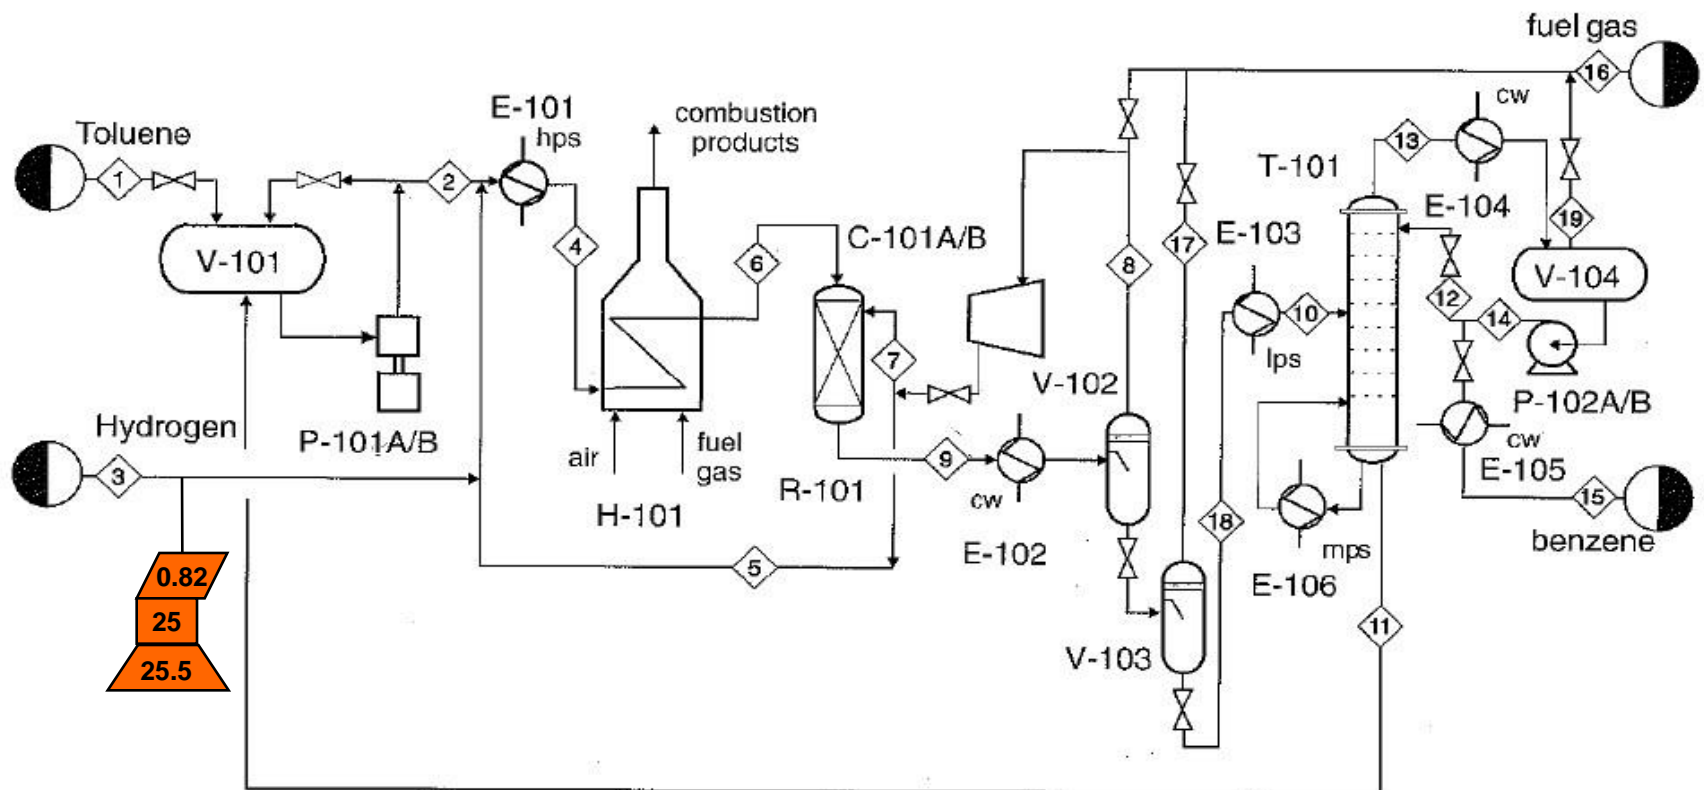 fuel gas
16
E-101
hps
combustion
products
cw
Toluene
1
2
13
T-101
E-104
V-101
4
6
C-101A/B
8
17
E-103
19
V-104
10
12
14
lps
7
V-102
P-102A/B
P-101A/B
Hydrogen
3
air
fuel
gas
H-101
R-101
9
cw
E-102
cw
E-105
15
benzene
18
mps
E-106
5
0.82
25
25.5
V-103
11